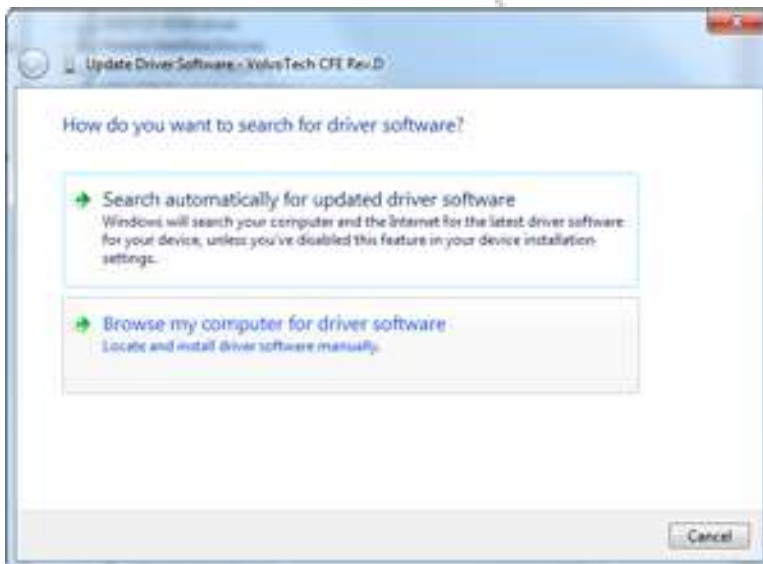 Update Driver Software - VolvoTech CFE Rev.D
How do you want to search for driver software?
Search automatically for updated driver software
Windows will search your computer and the Internet for the latest driver software
for your device, unless you've disabled this feature in your device installation
settings.
Browse my computer for driver software
Locate and install driver software manually.
Cancel